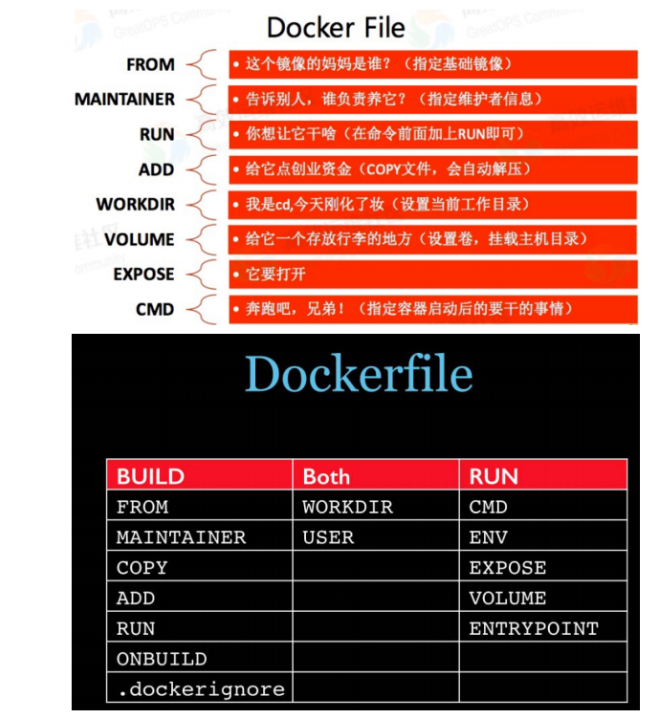 Docker File
FROM • 这个镜像的妈妈是谁？（指定基础镜像）
MAINTAINER • 告诉别人，谁负责养它？（指定维护者信息）
RUN • 你想让它干啥（在命令前面加上RUN即可）
ADD • 给它点创业资金（COPY文件，会自动解压）
WORKDIR • 我是cd,今天刚化了妆（设置当前工作目录）
VOLUME • 给它一个存放行李的地方（设置卷，挂载主机目录）
EXPOSE • 它要打开
CMD • 奔跑吧，兄弟！（指定容器启动后的要干的事情）
Dockerfile
BUILD Both RUN
FROM WORKDIR CMD
MAINTAINER USER ENV
COPY EXPOSE
ADD VOLUME
RUN ENTRYPOINT
ONBUILD
.dockerignore